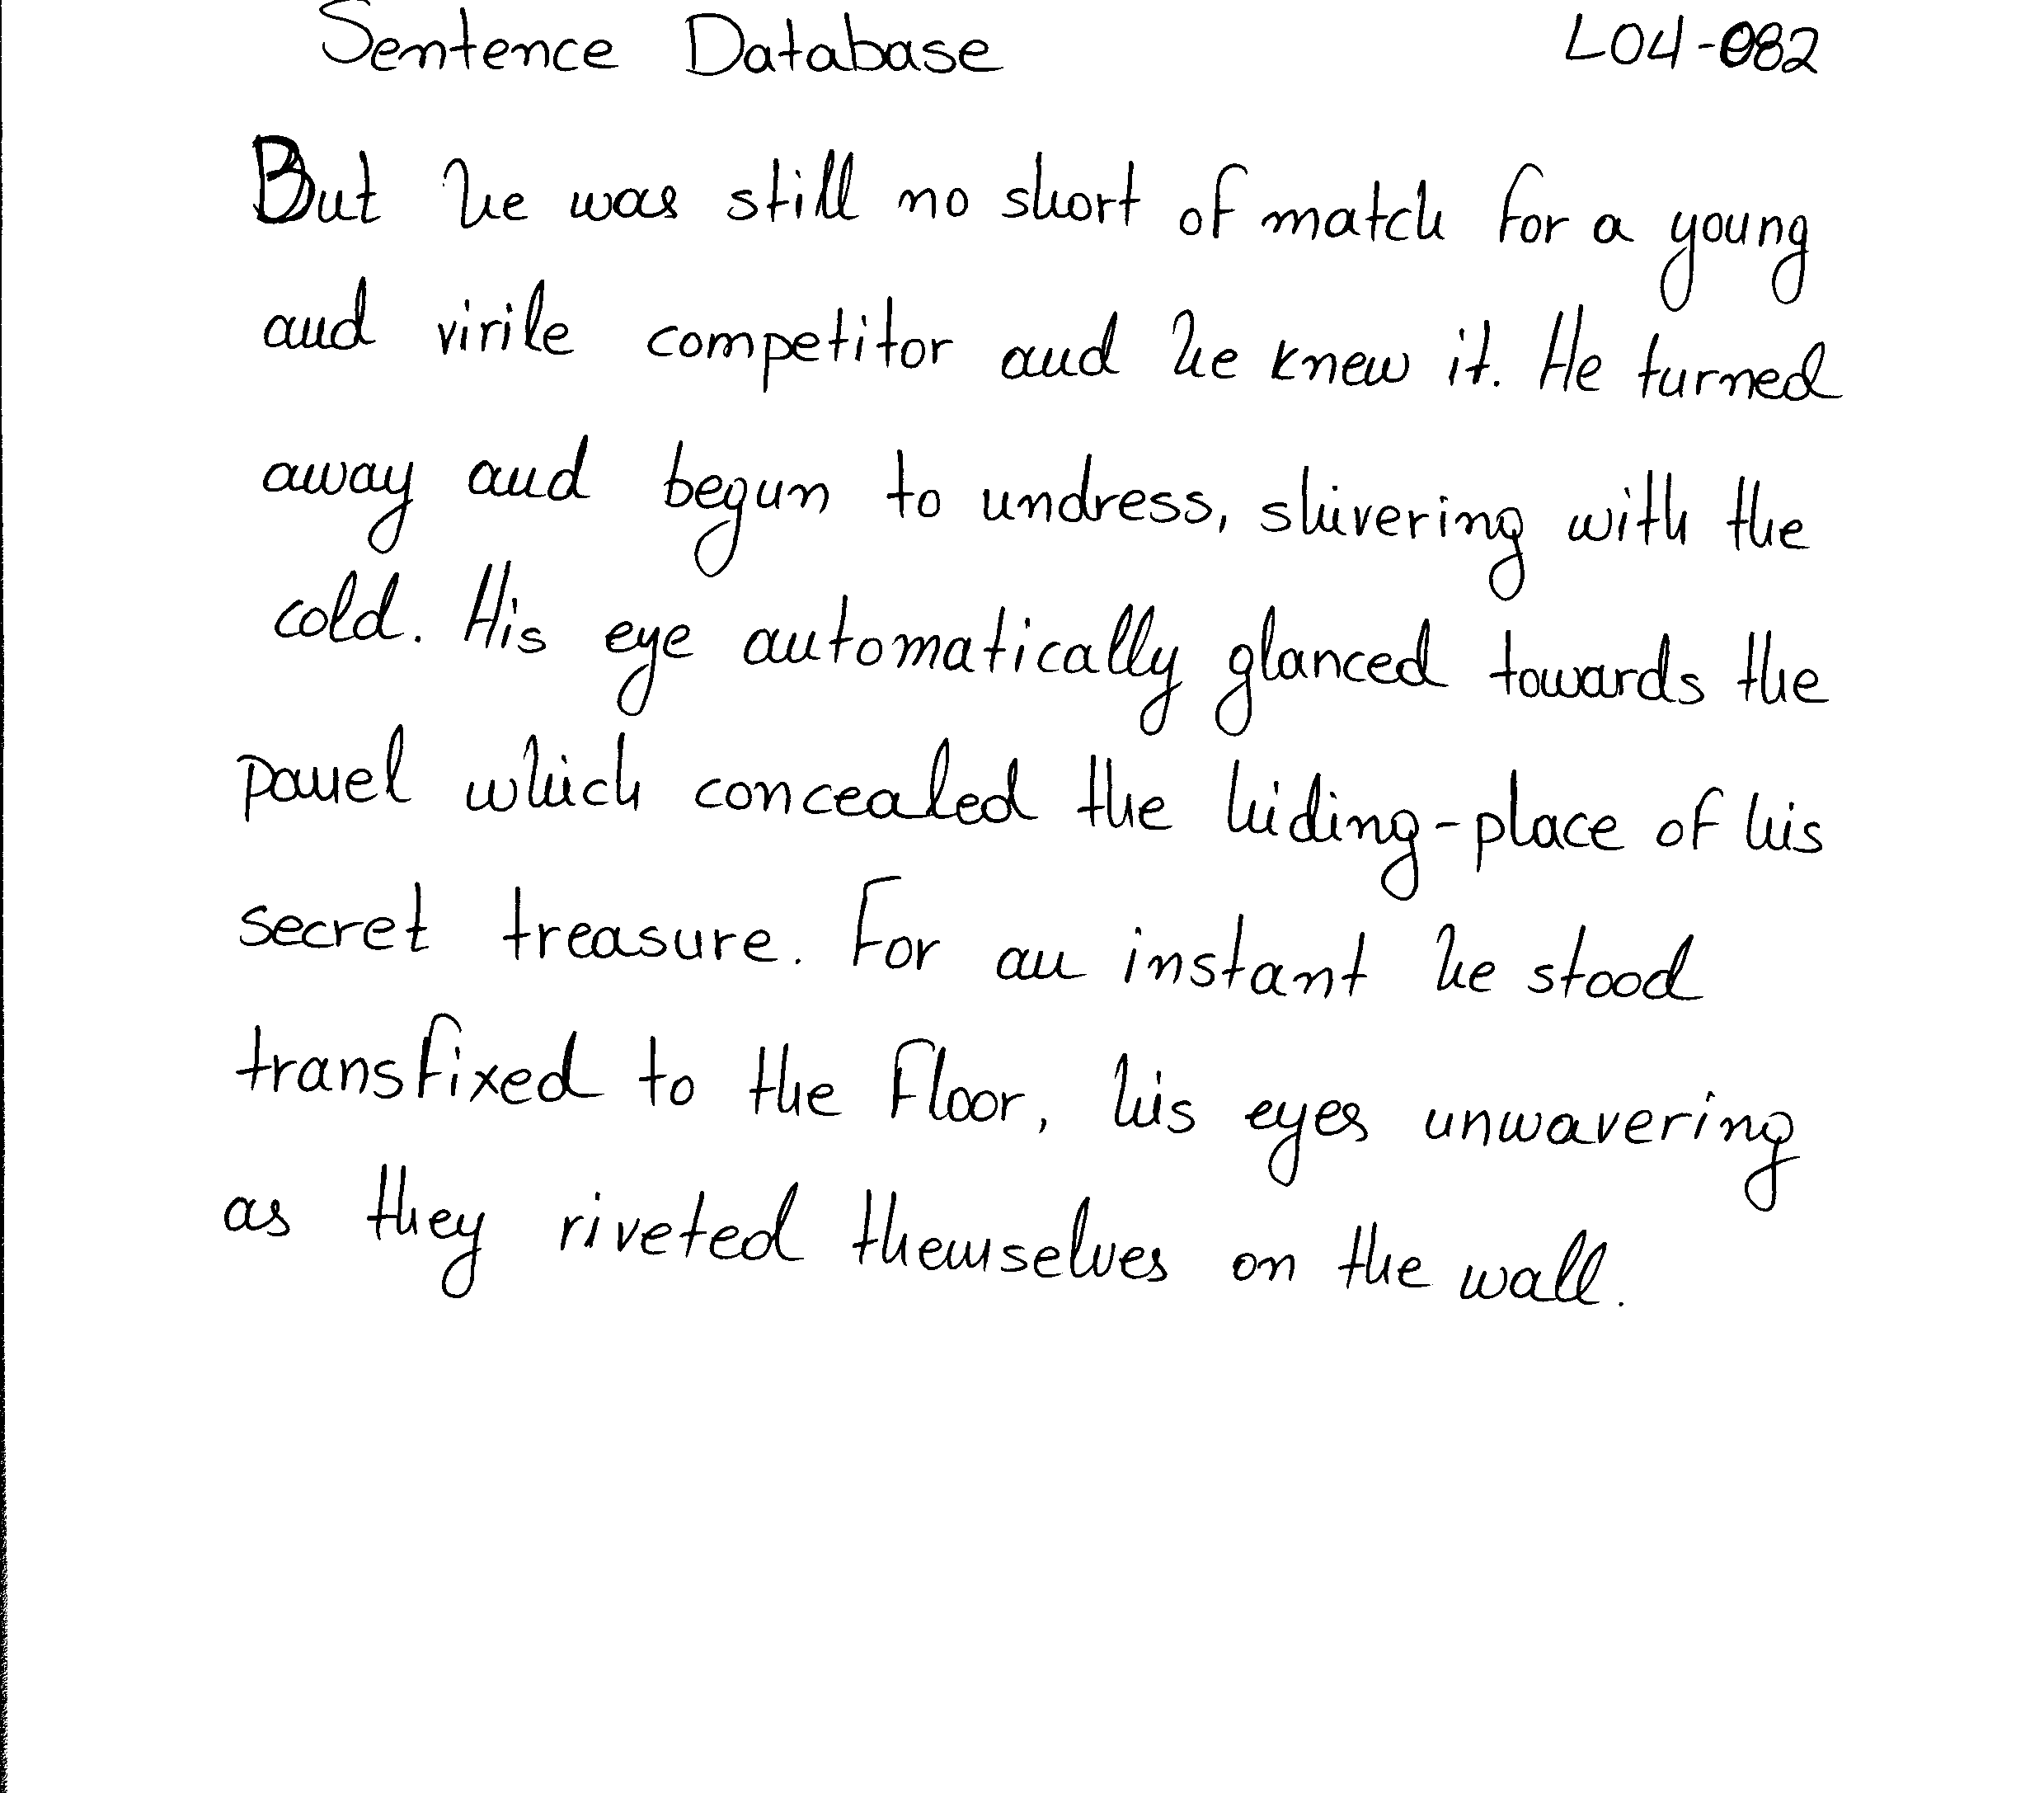 Sentence Database L04-082
But he was still no short of match for a young
and virile competitor and he knew it. He turned
away and begun to undress, shivering with the
cold. His eye automatically glanced towards the
panel which concealed the hiding-place of his
secret treasure. For an instant he stood
transfixed to the floor, his eyes unwavering
as they riveted themselves on the wall.